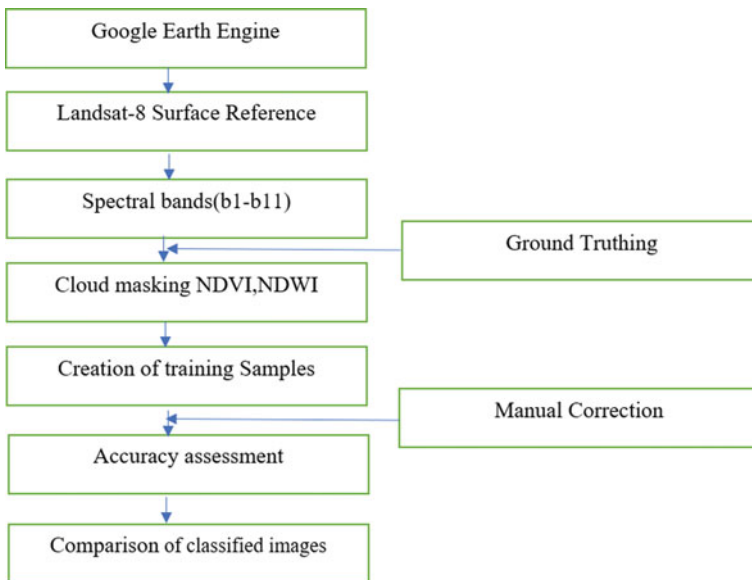 Google Earth Engine
Landsat-8 Surface Reference
Spectral bands(b1-b11)
Ground Truthing
Cloud masking NDVI,NDWI
Creation of training Samples
Manual Correction
Accuracy assessment
Comparison of classified images